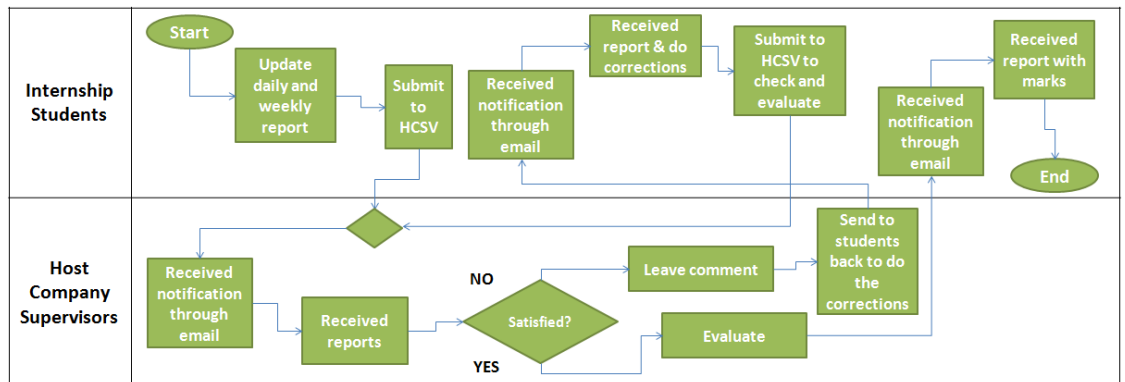 Internship
Students
Start
Update
daily and
weekly
report
Submit
to
HCSV
Received
notification
through
email
Received
report & do
corrections
Submit to
HCSV to
check and
evaluate
Received
notification
through
email
Received
report with
marks
End
Host
Company
Supervisors
Received
notification
through
email
Received
reports
Satisfied?
NO
YES
Leave comment
Send to
students
back to do
the
corrections
Evaluate